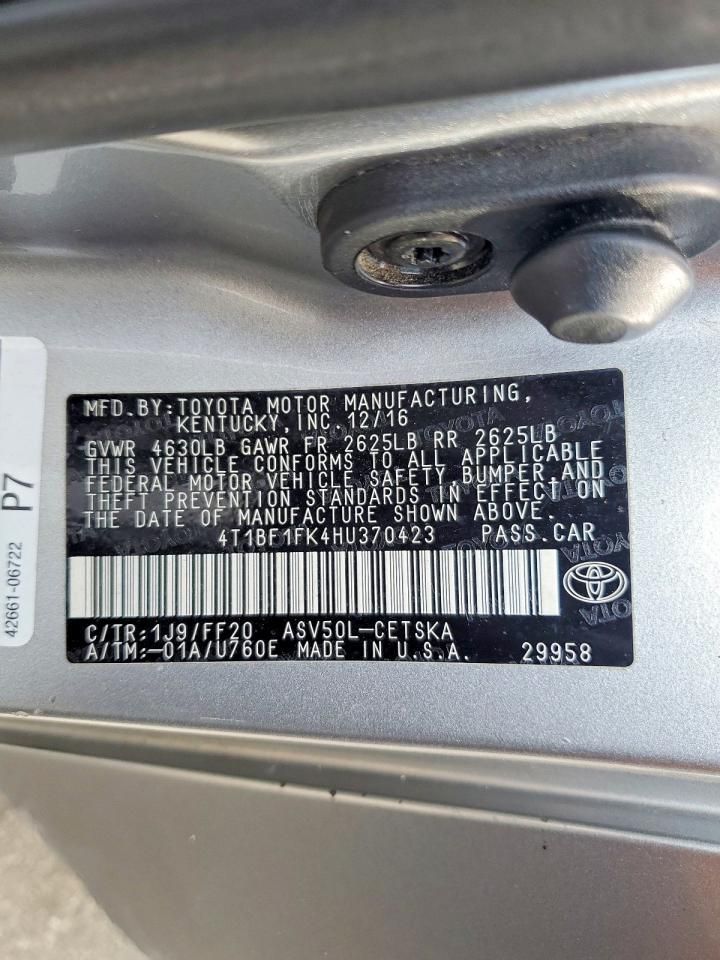 MFD.BY:TOYOTA MOTOR MANUFACTURING,
KENTUCKY,INC 12/16
GVWR 4630LB GAWR FR 2625LB RR 2625LB
THIS VEHICLE CONFORMS TO ALL APPLICABLE
FEDERAL MOTOR VEHICLE SAFETY,BUMPER,AND
THEFT PREVENTION STANDARDS IN EFFECT ON
THE DATE OF MANUFACTURE SHOWN ABOVE.
4T1BF1FK4HU370423 PASS.CAR
C/TR:1J9/FF20 ASV50L-CETSKA
A/TM:-01A/U760E MADE IN U.S.A. 29958
42661-06722 P7
TOYOTA